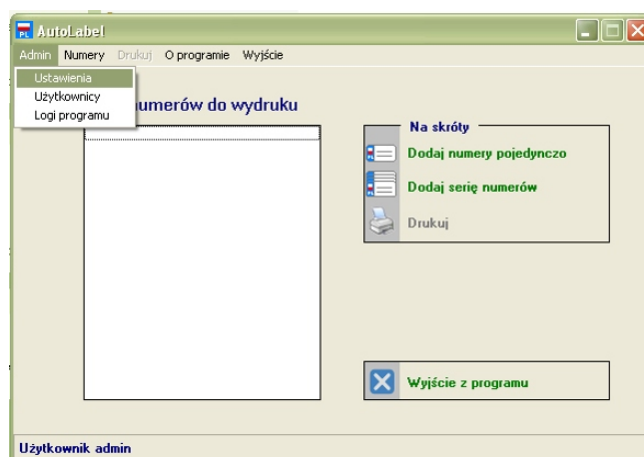 AutoLabel
Admin Numery Drukuj O programie Wyjście
Ustawienia
Użytkownicy
Logi programu
numerów do wydruku
Na skróty
Dodaj numery pojedynczo
Dodaj serię numerów
Drukuj
Wyjście z programu
Użytkownik admin